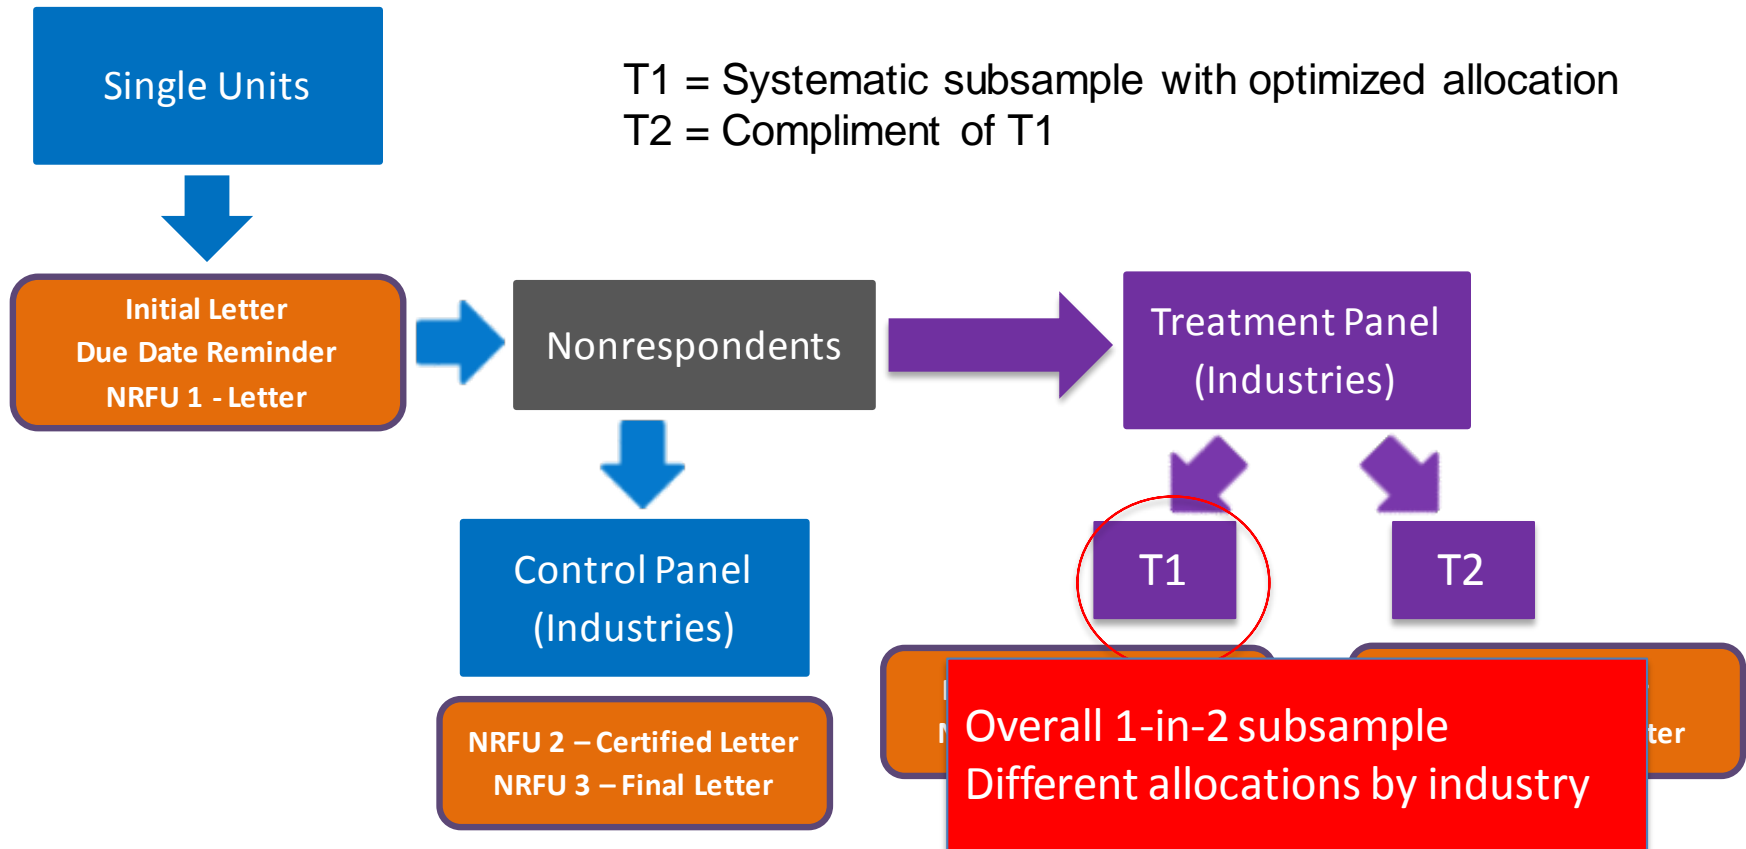 Single Units
T1 = Systematic subsample with optimized allocation
T2 = Compliment of T1
Initial Letter
Due Date Reminder
NRFU 1 - Letter
Nonrespondents
Treatment Panel
(Industries)
Control Panel
(Industries)
T1
T2
NRFU 2 – Certified Letter
NRFU 3 – Final Letter
Overall 1-in-2 subsample
Different allocations by industry